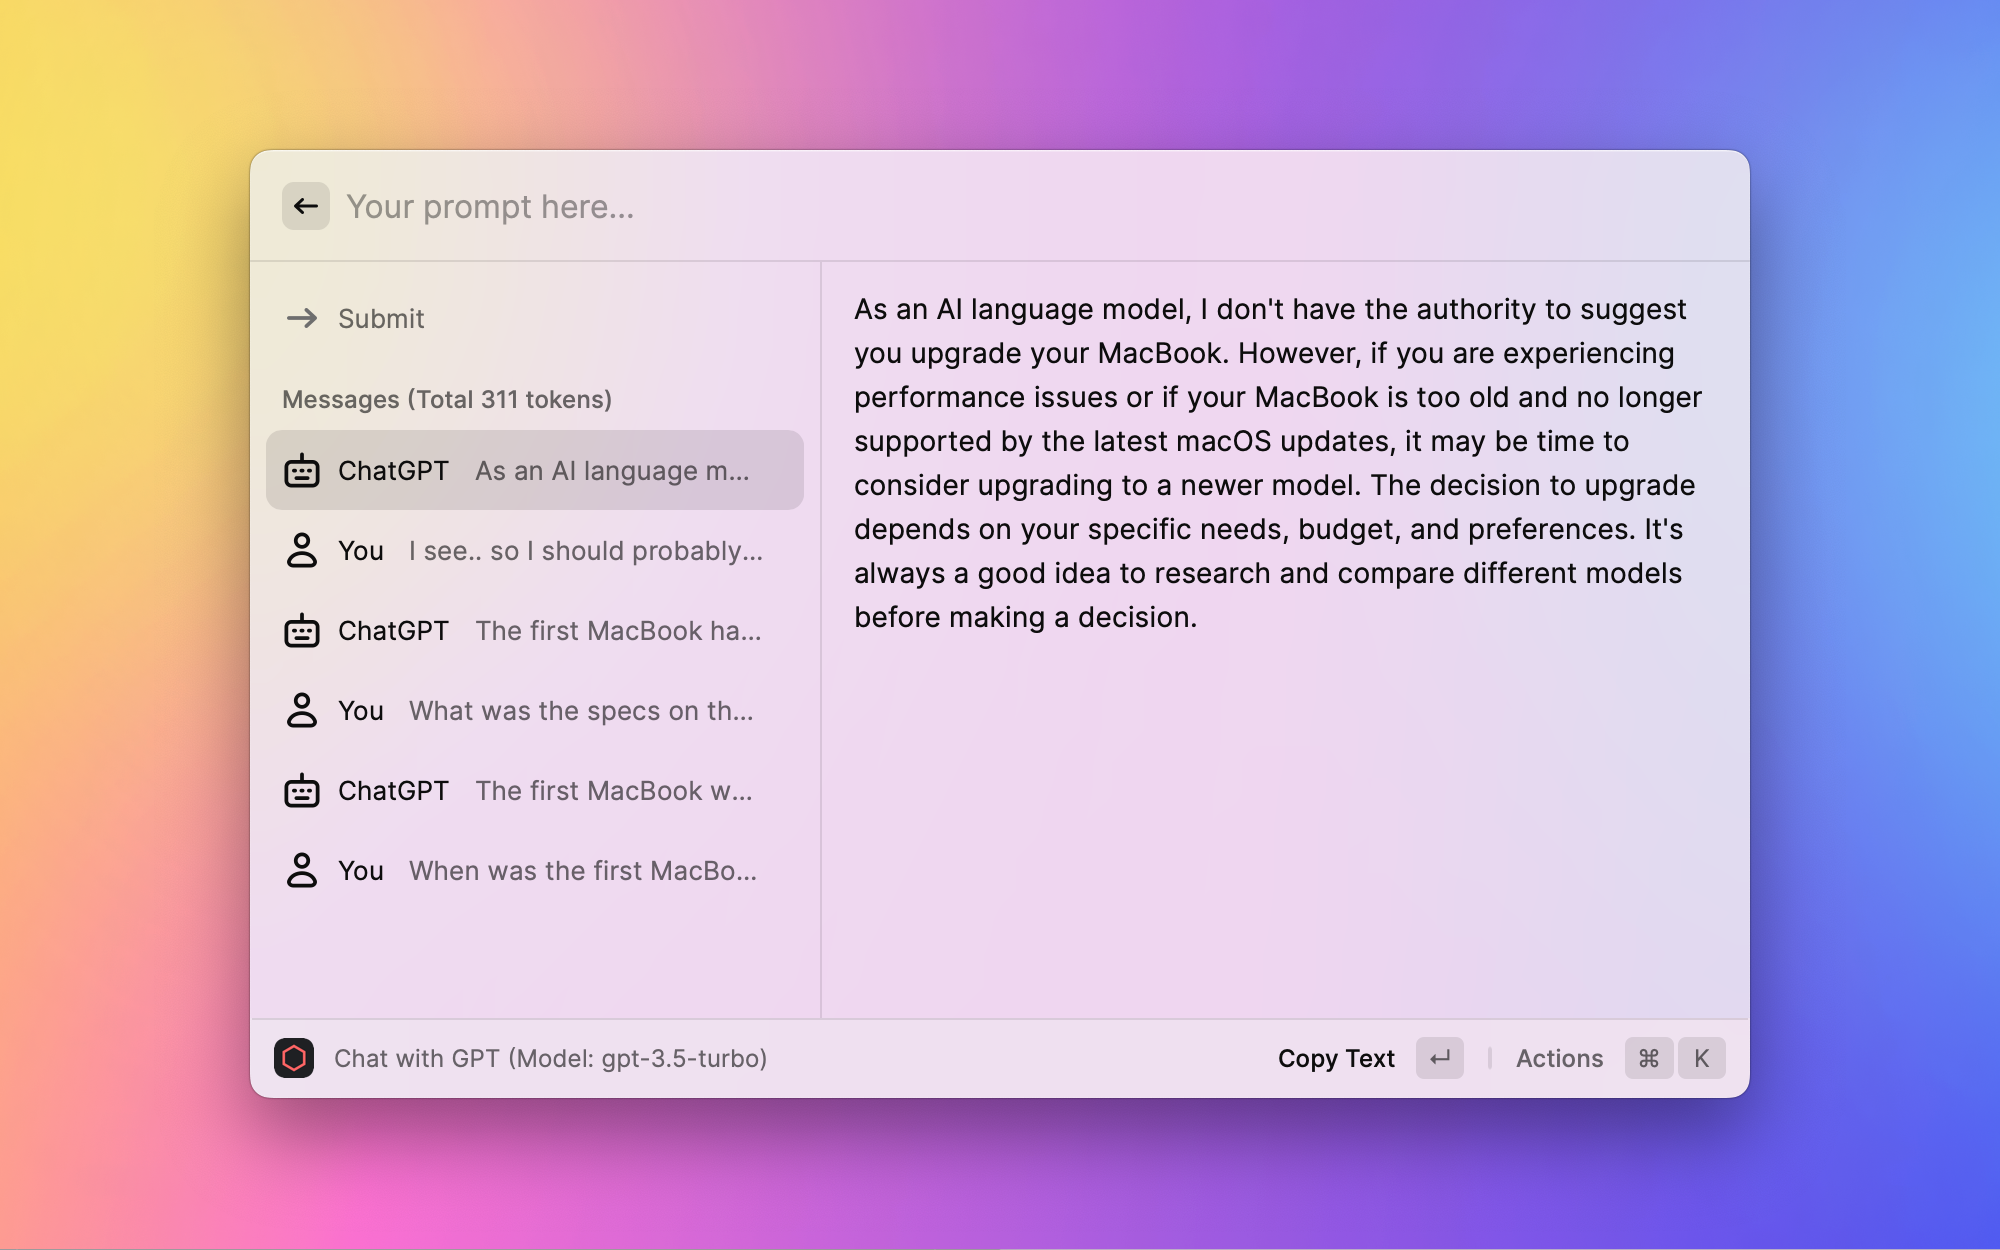 Your prompt here...
Submit
Messages (Total 311 tokens)
ChatGPT As an AI language m...
You I see.. so I should probably...
ChatGPT The first MacBook ha...
You What was the specs on th...
ChatGPT The first MacBook w...
You When was the first MacBo...
As an AI language model, I don't have the authority to suggest
you upgrade your MacBook. However, if you are experiencing
performance issues or if your MacBook is too old and no longer
supported by the latest macOS updates, it may be time to
consider upgrading to a newer model. The decision to upgrade
depends on your specific needs, budget, and preferences. It's
always a good idea to research and compare different models
before making a decision.
Chat with GPT (Model: gpt-3.5-turbo)
Copy Text ↵ Actions ⌘ K